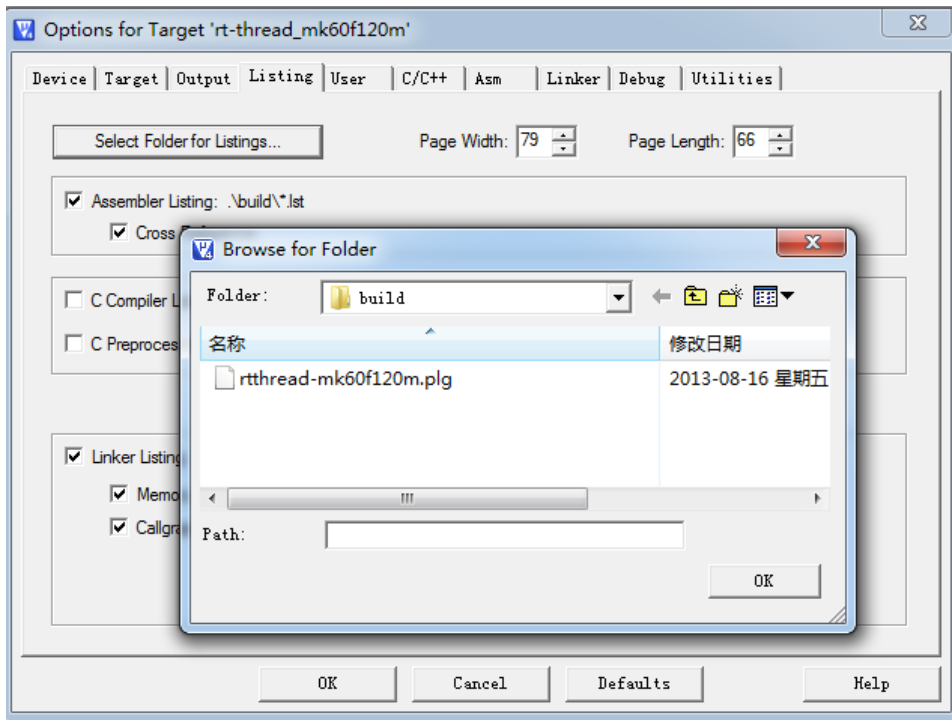 Options for Target 'rt-thread_mk60f120m'
Device Target Output Listing User C/C++ Asm Linker Debug Utilities
Select Folder for Listings... Page Width: 79 Page Length: 66
Assembler Listing: .\build\*.lst
Cross
Browse for Folder
Folder: build
C Compiler
名称 修改日期
C Preproces
rtthread-mk60f120m.plg 2013-08-16 星期五
Linker Listing
Memo
Callgra
Path:
OK
OK Cancel Defaults Help